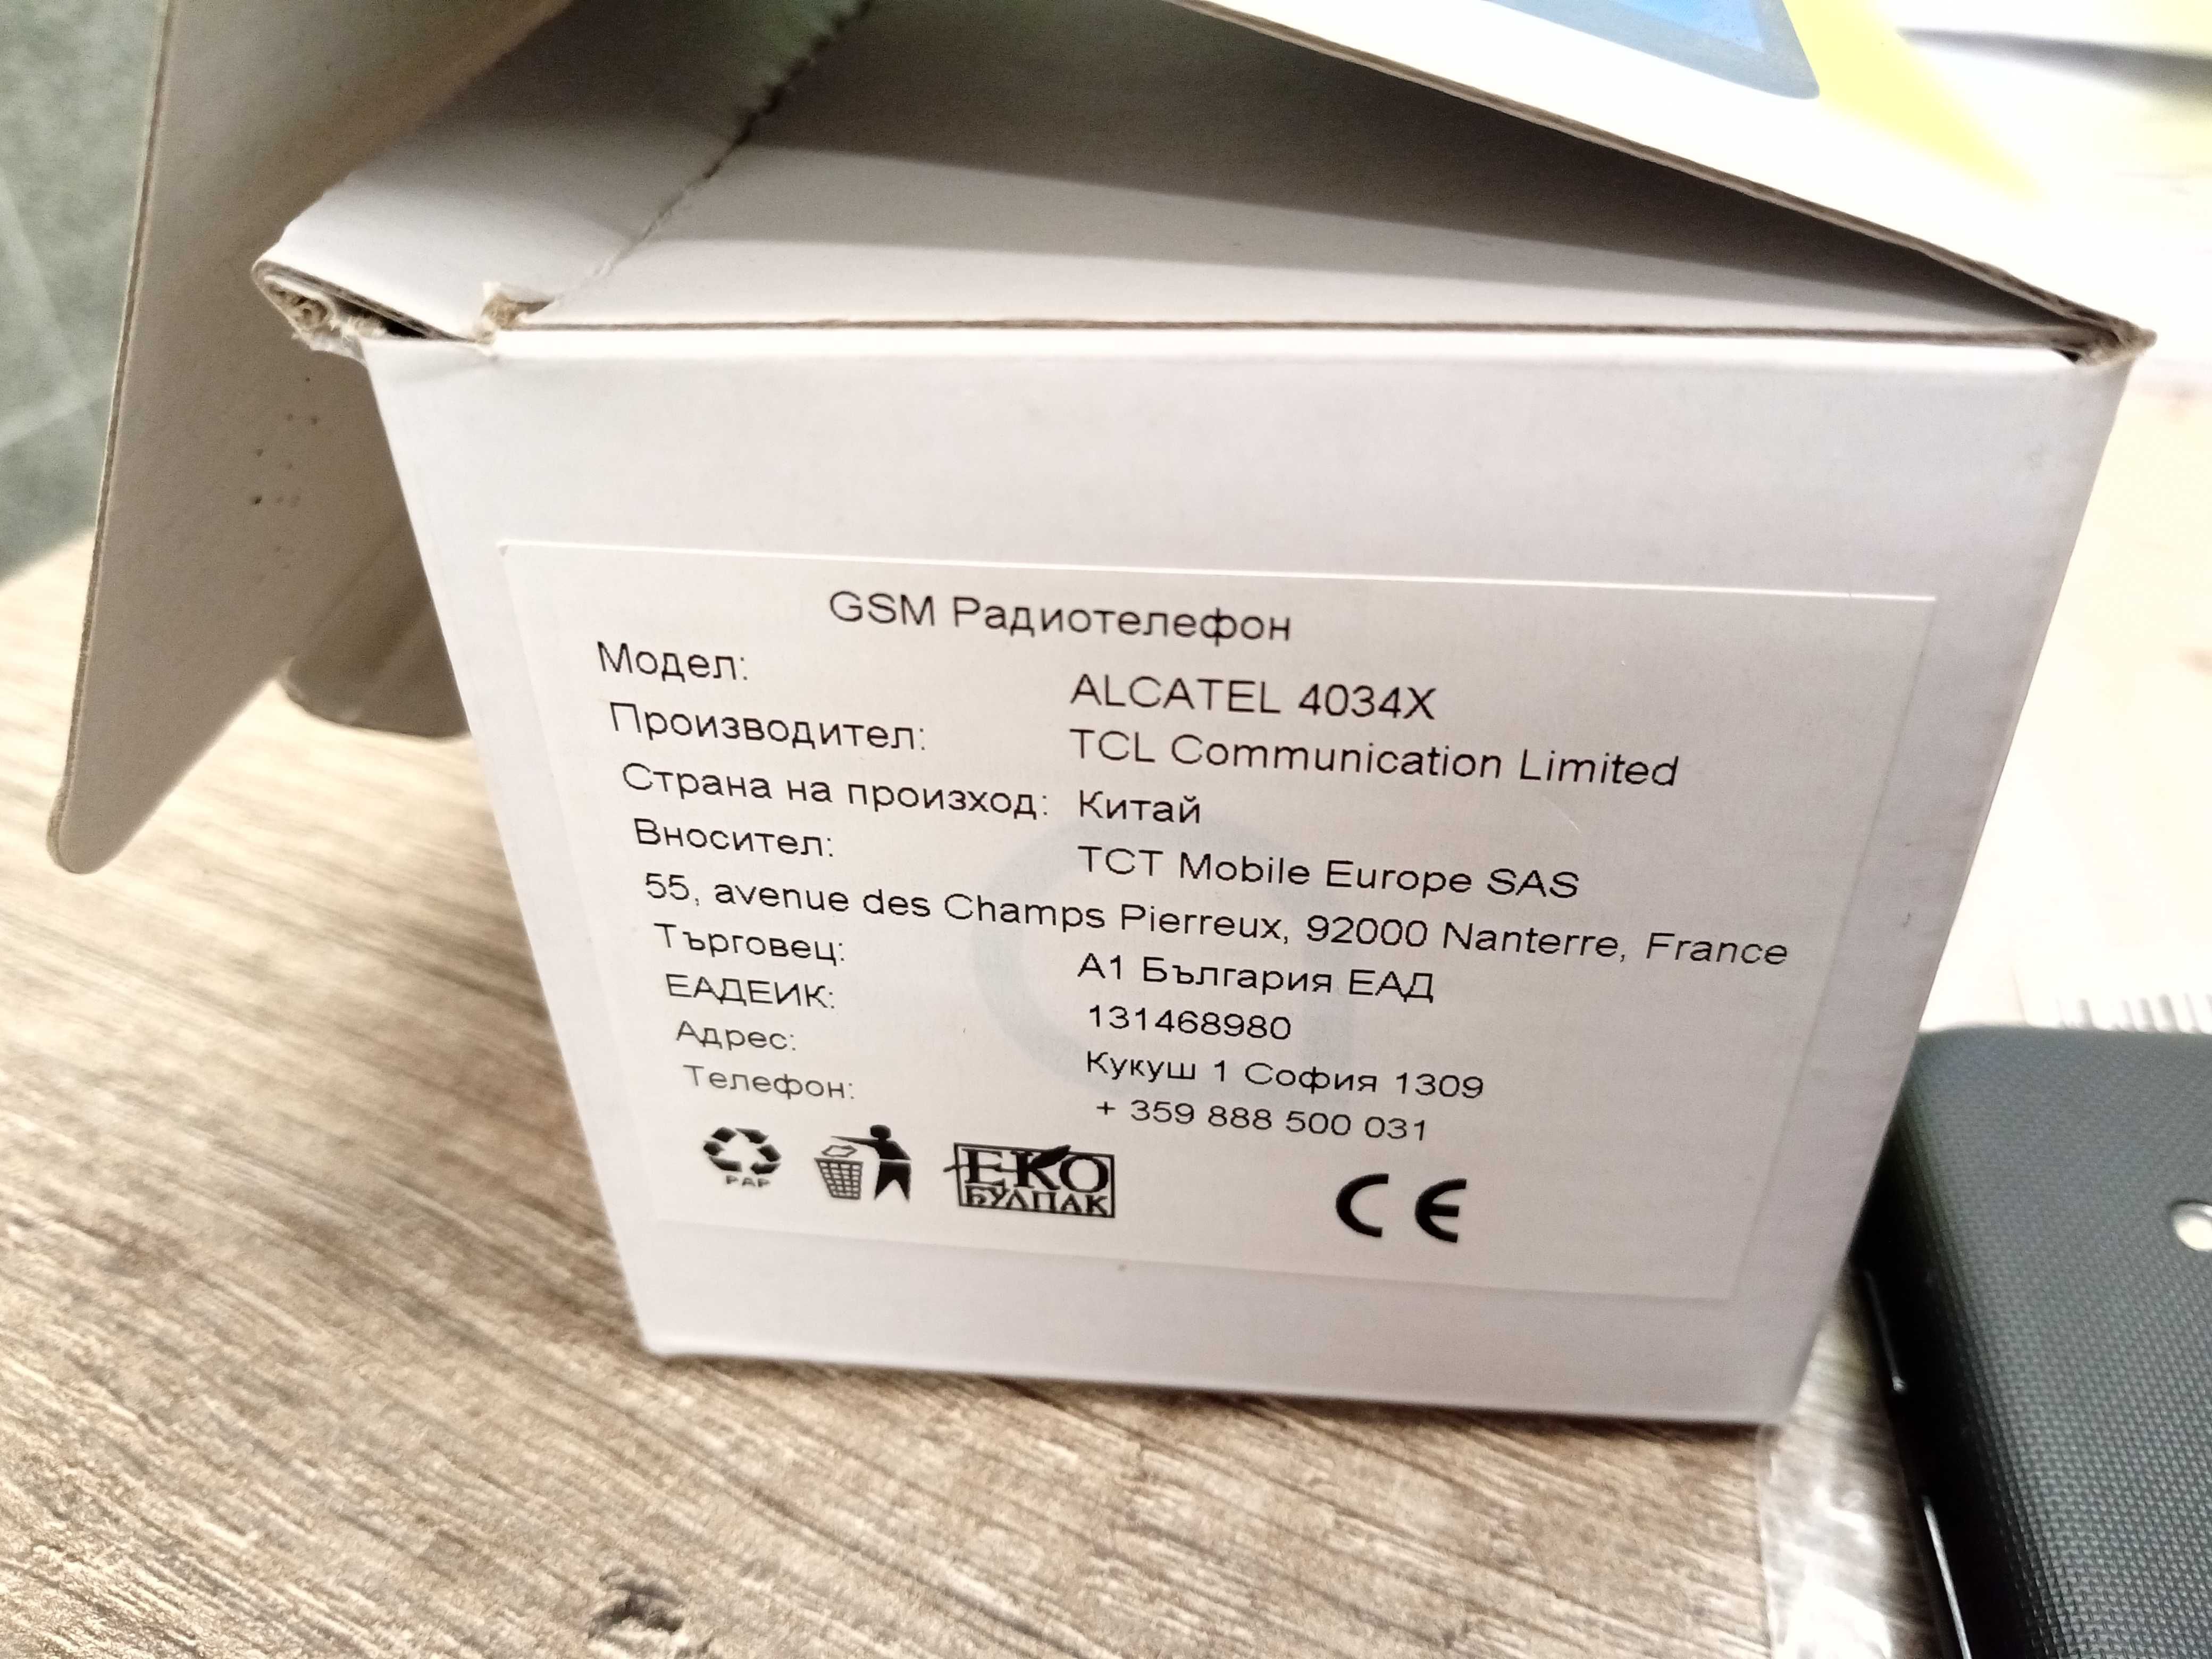 GSM Радиотелефон
Модел: ALCATEL 4034X
Производител: TCL Communication Limited
Страна на произход: Китай
Вносител: TCT Mobile Europe SAS
55, avenue des Champs Pierreux, 92000 Nanterre, France
Търговец: А1 България ЕАД
ЕАДЕИК: 131468980
Адрес: Кукуш 1 София 1309
Телефон: + 359 888 500 031
PAP
ЕКО
БУЛПАК
CE